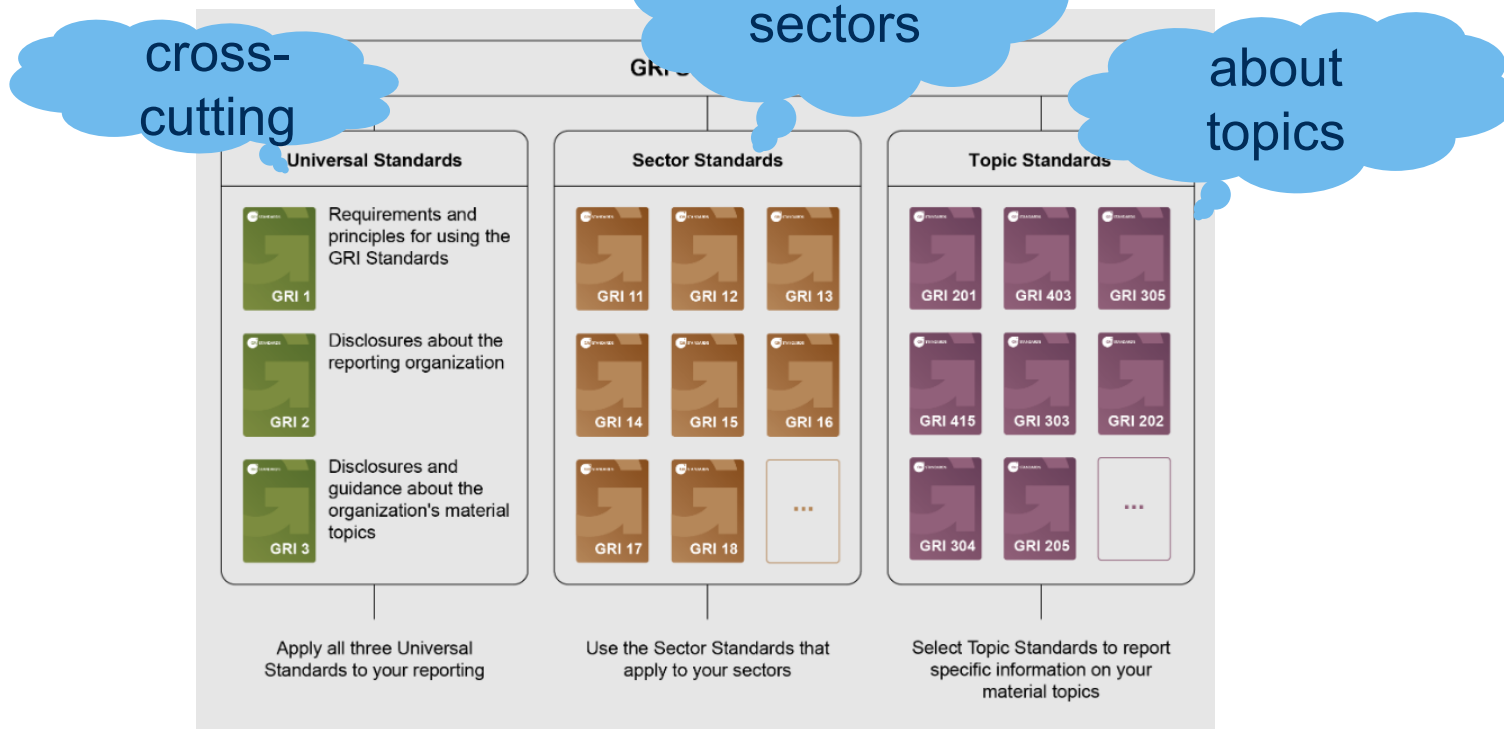 cross-
cutting
sectors
about
topics
GRI
Universal Standards
GRI 1
Requirements and
principles for using the
GRI Standards
GRI 2
Disclosures about the
reporting organization
GRI 3
Disclosures and
guidance about the
organization's material
topics
Apply all three Universal
Standards to your reporting
Sector Standards
GRI 11 GRI 12 GRI 13
GRI 14 GRI 15 GRI 16
GRI 17 GRI 18 ...
Use the Sector Standards that
apply to your sectors
Topic Standards
GRI 201 GRI 403 GRI 305
GRI 415 GRI 303 GRI 202
GRI 304 GRI 205 ...
Select Topic Standards to report
specific information on your
material topics